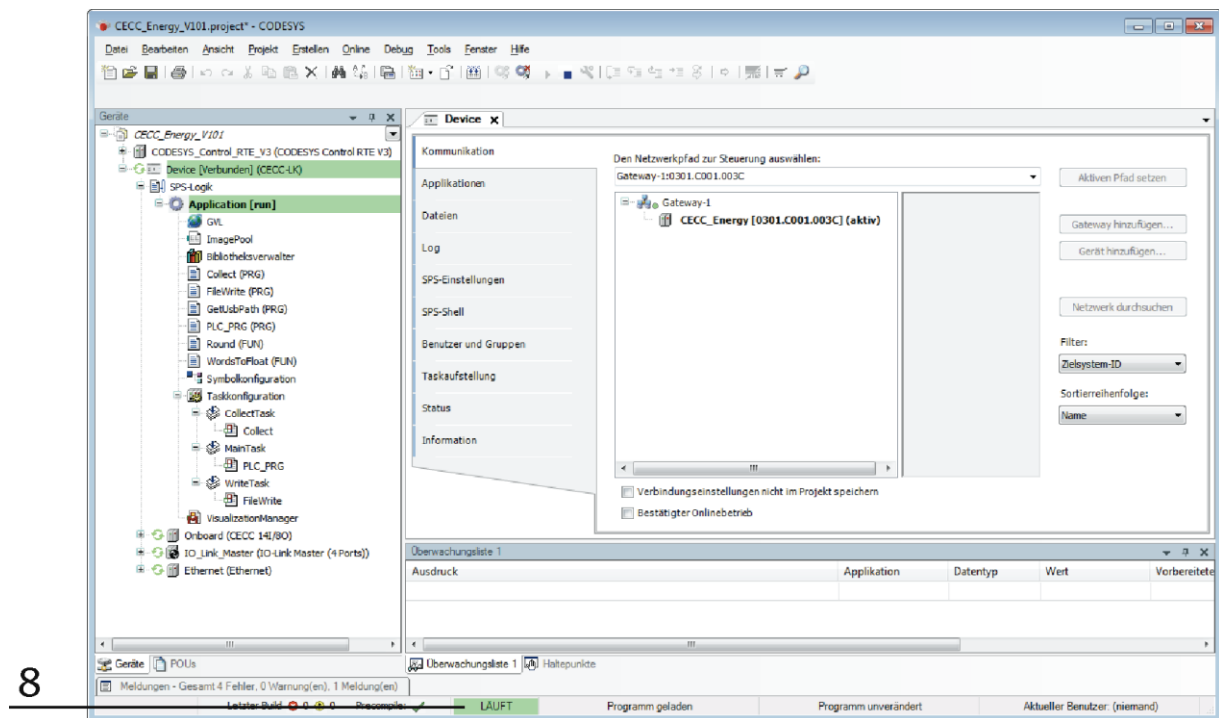 CECC_Energy_V101.project* - CODESYS
Datei Bearbeiten Ansicht Projekt Erstellen Online Debug Tools Fenster Hilfe
Geräte
CECC_Energy_V101
CODESYS_Control_RTE_V3 (CODESYS Control RTE V3)
Device [Verbunden] (CECC-LK)
SPS-Logik
Application [run]
GVL
ImagePool
Bibliotheksverwalter
Collect (PRG)
FileWrite (PRG)
GetUsbPath (PRG)
PLC_PRG (PRG)
Round (FUN)
WordsToFloat (FUN)
Symbolkonfiguration
Taskkonfiguration
CollectTask
Collect
MainTask
PLC_PRG
WriteTask
FileWrite
VisualizationManager
Onboard (CECC 14I/8O)
IO_Link_Master (IO-Link Master (4 Ports))
Ethernet (Ethernet)
Geräte POUs
Device
Kommunikation
Applikationen
Dateien
Log
SPS-Einstellungen
SPS-Shell
Benutzer und Gruppen
Taskaufstellung
Status
Information
Den Netzwerkpfad zur Steuerung auswählen:
Gateway-1:0301.C001.003C
Gateway-1
CECC_Energy [0301.C001.003C] (aktiv)
Aktiven Pfad setzen
Gateway hinzufügen...
Gerät hinzufügen...
Netzwerk durchsuchen
Filter:
Zielsystem-ID
Sortierreihenfolge:
Name
Verbindungseinstellungen nicht im Projekt speichern
Bestätigter Onlinebetrieb
Überwachungsliste 1
Ausdruck Applikation Datentyp Wert Vorbereitete
Überwachungsliste 1 Haltepunkte
Meldungen - Gesamt 4 Fehler, 0 Warnung(en), 1 Meldung(en)
8
Letzter Build 0 0 Precompile: LÄUFT Programm geladen Programm unverändert Aktueller Benutzer: (niemand)